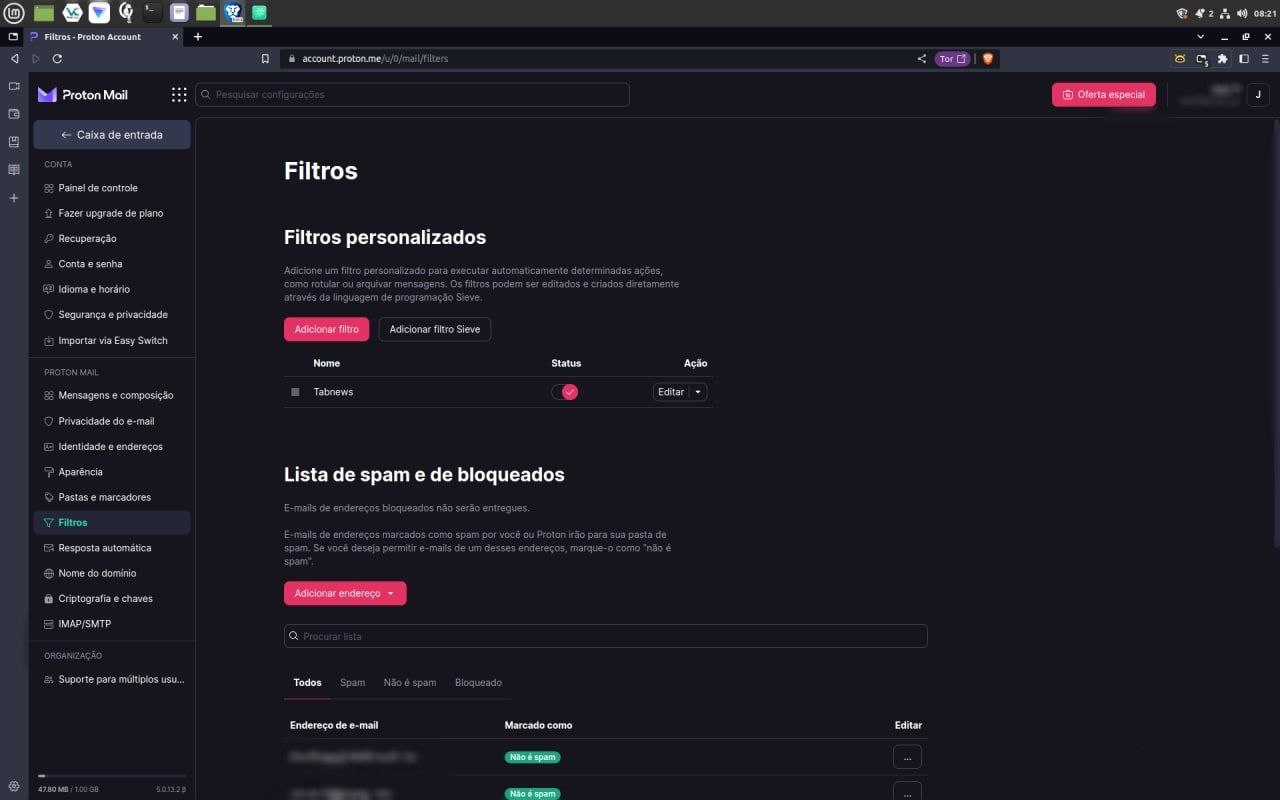 2
08:21
Filtros - Proton Account
account.proton.me/u/0/mail/filters
Tor
5
Proton Mail
Pesquisar configurações
Oferta especial
J
← Caixa de entrada
CONTA
Painel de controle
Fazer upgrade de plano
Recuperação
Conta e senha
Idioma e horário
Segurança e privacidade
Importar via Easy Switch
PROTON MAIL
Mensagens e composição
Privacidade do e-mail
Identidade e endereços
Aparência
Pastas e marcadores
Filtros
Resposta automática
Nome do domínio
Criptografia e chaves
IMAP/SMTP
ORGANIZAÇÃO
Suporte para múltiplos usu...
47.80 MB / 1.00 GB
5.0.13.2 β
Filtros
Filtros personalizados
Adicione um filtro personalizado para executar automaticamente determinadas ações,
como rotular ou arquivar mensagens. Os filtros podem ser editados e criados diretamente
através da linguagem de programação Sieve.
Adicionar filtro
Adicionar filtro Sieve
Nome Status Ação
Tabnews Editar
Lista de spam e de bloqueados
E-mails de endereços bloqueados não serão entregues.
E-mails de endereços marcados como spam por você ou Proton irão para sua pasta de
spam. Se você deseja permitir e-mails de um desses endereços, marque-o como "não é
spam".
Adicionar endereço
Procurar lista
Todos Spam Não é spam Bloqueado
Endereço de e-mail Marcado como Editar
Não é spam ...
Não é spam ...